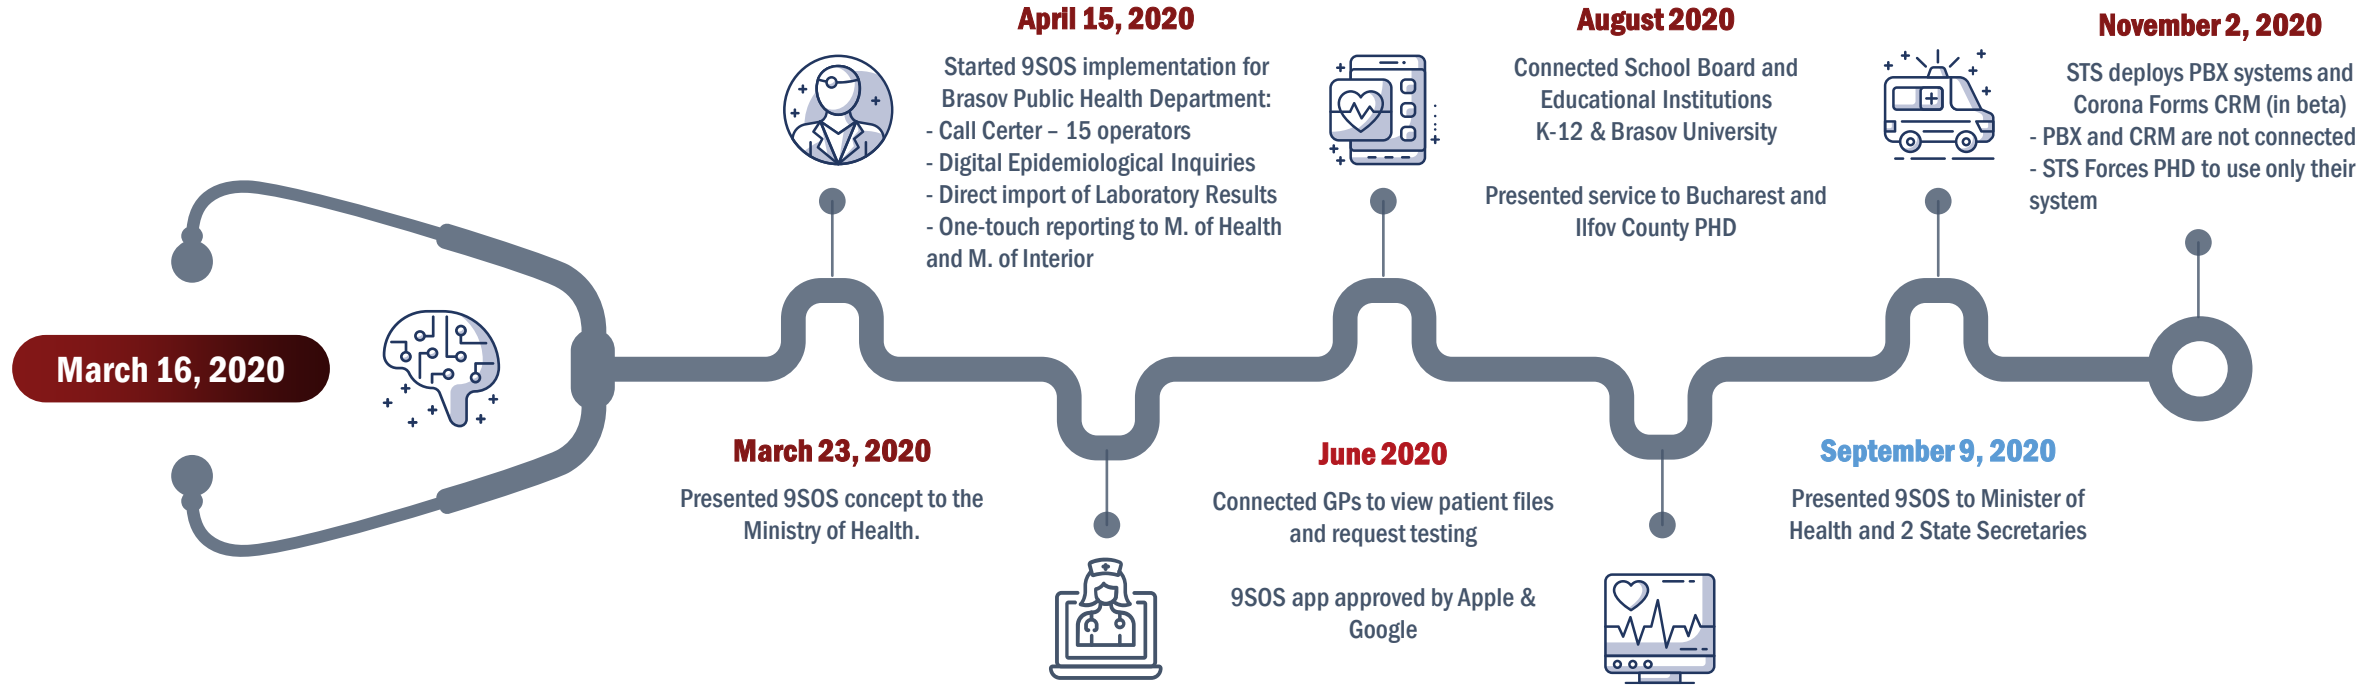 March 16, 2020
March 23, 2020
Presented 9SOS concept to the
Ministry of Health.
April 15, 2020
Started 9SOS implementation for
Brasov Public Health Department:
- Call Certer – 15 operators
- Digital Epidemiological Inquiries
- Direct import of Laboratory Results
- One-touch reporting to M. of Health
and M. of Interior
June 2020
Connected GPs to view patient files
and request testing
9SOS app approved by Apple &
Google
August 2020
Connected School Board and
Educational Institutions
K-12 & Brasov University
Presented service to Bucharest and
Ilfov County PHD
September 9, 2020
Presented 9SOS to Minister of
Health and 2 State Secretaries
November 2, 2020
STS deploys PBX systems and
Corona Forms CRM (in beta)
- PBX and CRM are not connected
- STS Forces PHD to use only their
system